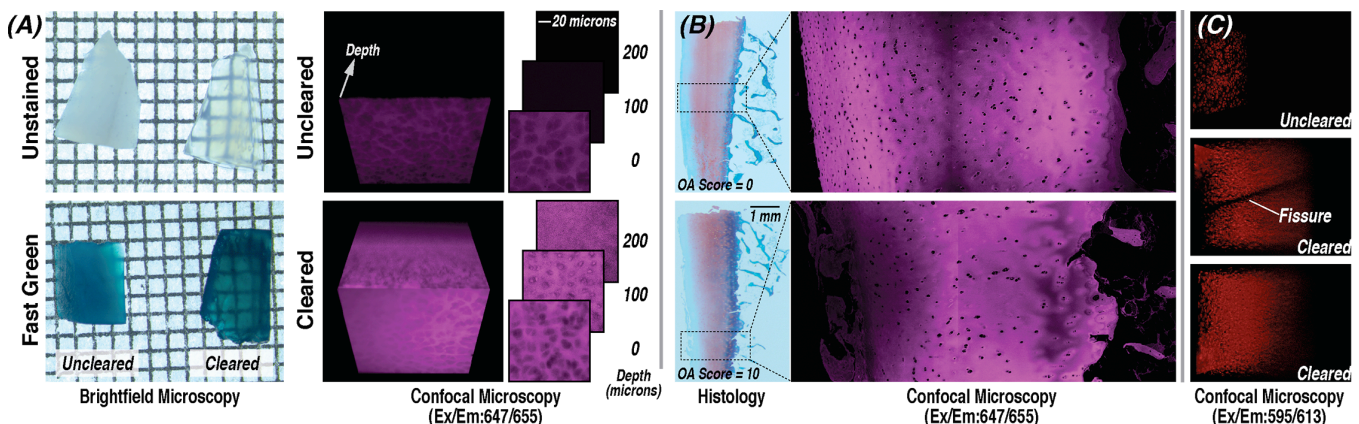 (A)
Unstained
Fast Green
Uncleared
Cleared
Brightfield Microscopy
Uncleared
Cleared
Depth
20 microns
200
100
0
200
100
0
Depth
(microns)
Confocal Microscopy
(Ex/Em:647/655)
(B)
OA Score = 0
1 mm
OA Score = 10
Histology
Confocal Microscopy
(Ex/Em:647/655)
(C)
Uncleared
Fissure
Cleared
Cleared
Confocal Microscopy
(Ex/Em:595/613)